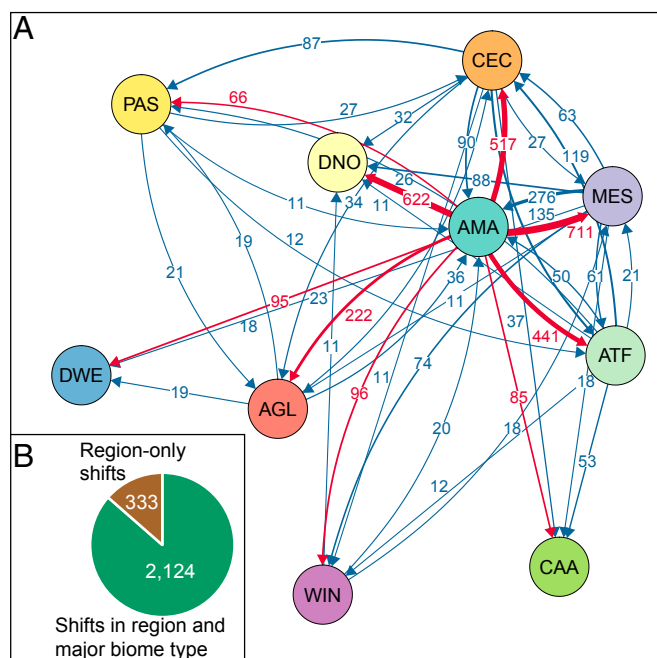 A
87
CEC
PAS
66
63
27
32
90
517
27
119
DNO
26
88
MES
34
622
276
11
11
135
AMA
711
19
12
21
36
50
61
21
95
23
11
18
222
37
441
ATF
DWE
11
74
85
18
19
AGL
11
96
20
18
53
B
Region-only
shifts
12
333
2,124
WIN
CAA
Shifts in region and
major biome type